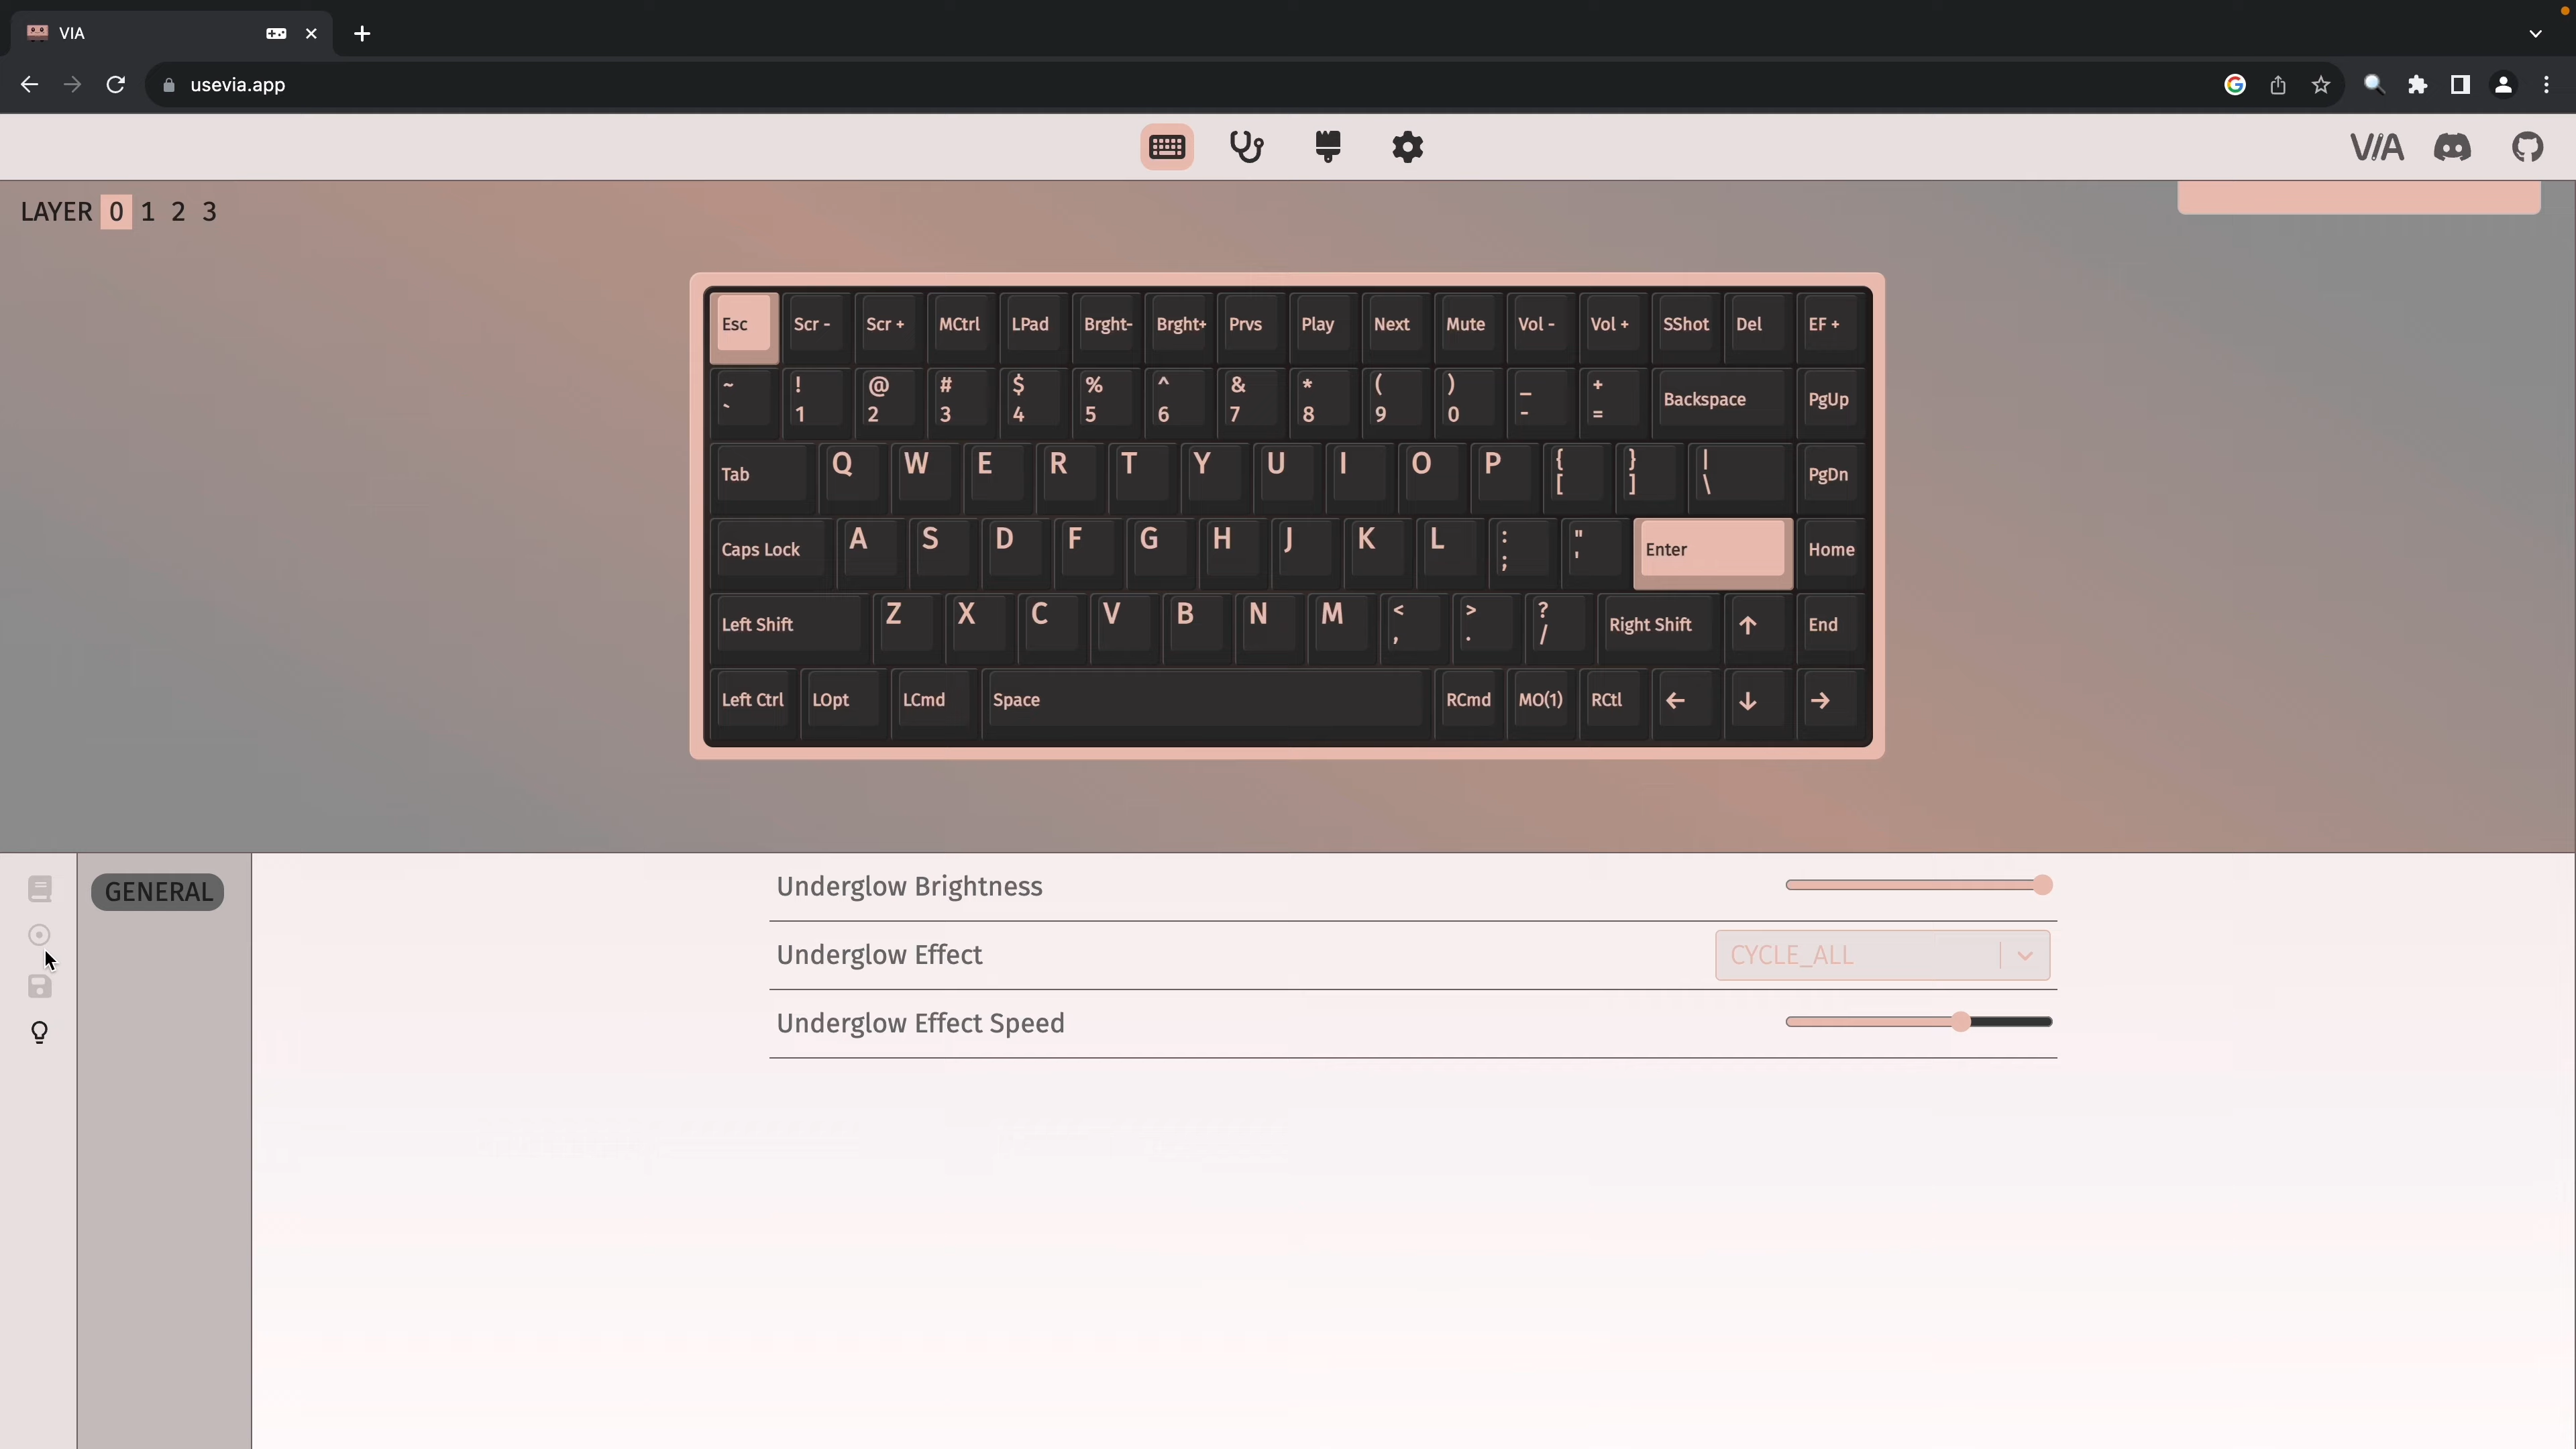 VIA
usevia.app
VIA
LAYER 0 1 2 3
Esc Scr - Scr + MCtrl LPad Brght- Brght+ Prvs Play Next Mute Vol - Vol + SShot Del EF +
~ ! @ # $ % ^ & * ( ) _ +
` 1 2 3 4 5 6 7 8 9 0 - = Backspace PgUp
Tab Q W E R T Y U I O P { } | PgDn
[ ] \
Caps Lock A S D F G H J K L : " Enter Home
; '
Left Shift Z X C V B N M < > ? Right Shift ↑ End
, . /
Left Ctrl LOpt LCmd Space RCmd MO(1) RCtl ← ↓ →
GENERAL
Underglow Brightness
Underglow Effect CYCLE_ALL
Underglow Effect Speed